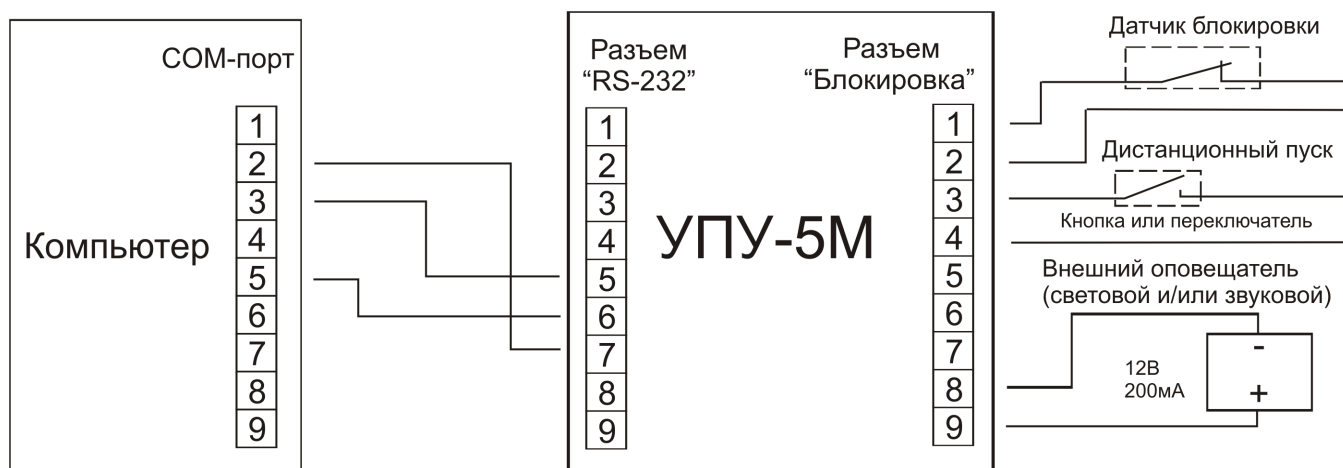 Компьютер
COM-порт
1
2
3
4
5
6
7
8
9
Разъем
“RS-232”
1
2
3
4
5
6
7
8
9
УПУ-5М
Разъем
“Блокировка”
1
2
3
4
5
6
7
8
9
Датчик блокировки
Дистанционный пуск
Кнопка или переключатель
Внешний оповещатель
(световой и/или звуковой)
12В
200мА
-
+